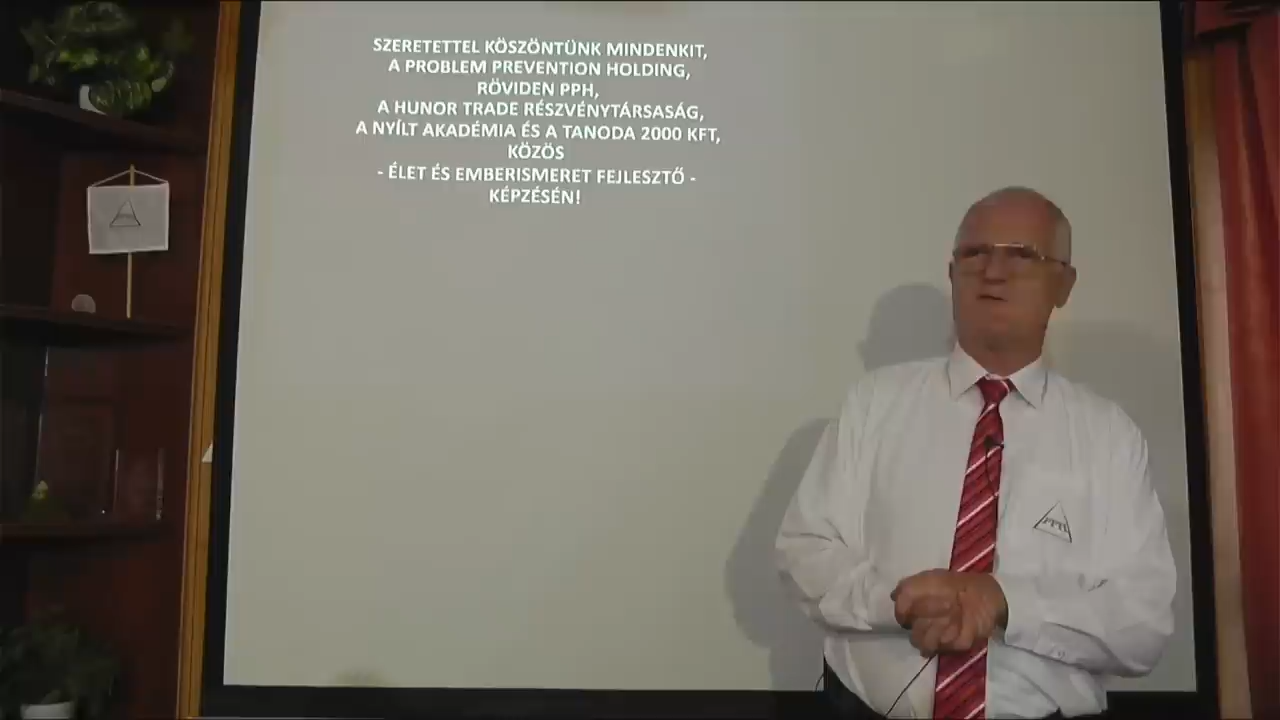 SZERETETTEL KÖSZÖNTÜNK MINDENKIT,
A PROBLEM PREVENTION HOLDING,
RÖVIDEN PPH,
A HUNOR TRADE RÉSZVÉNYTÁRSASÁG,
A NYÍLT AKADÉMIA ÉS A TANODA 2000 KFT,
KÖZÖS
- ÉLET ÉS EMBERISMERET FEJLESZTŐ -
KÉPZÉSÉN!